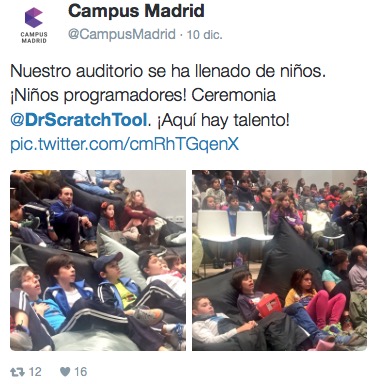 Campus Madrid
@CampusMadrid · 10 dic.
CAMPUS
MADRID
Nuestro auditorio se ha llenado de niños.
¡Niños programadores! Ceremonia
@DrScratchTool. ¡Aquí hay talento!
pic.twitter.com/cmRhTGqenX
12 16